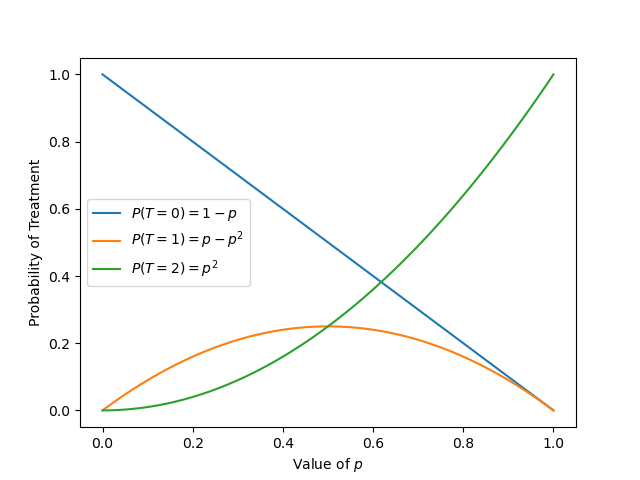 1.0
0.8
0.6
0.4
0.2
0.0
Probability of Treatment
P(T = 0) = 1 − p
P(T = 1) = p − p²
P(T = 2) = p²
0.0 0.2 0.4 0.6 0.8 1.0
Value of p